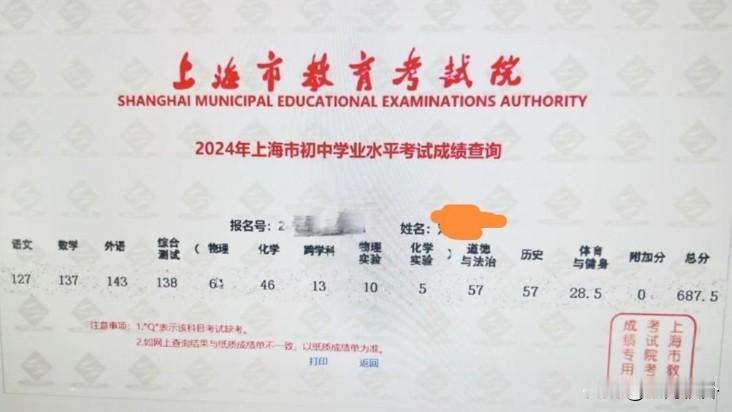 上海市教育考試院
SHANGHAI MUNICIPAL EDUCATIONAL EXAMINATIONS AUTHORITY
2024年上海市初中学业水平考试成绩查询
报名号：2 姓名：
语文 数学 外语 综合测试 （ 物理 化学 跨学科 物理实验 化学实验 ） 道德与法治 历史 体育与健身 附加分 总分
127 137 143 138 61 46 13 10 5 57 57 28.5 0 687.5
注意事项：1."Q"表示该科目考试缺考。
2.如网上查询结果与纸质成绩单不一致，以纸质成绩单为准。
打印 返回
上海市教
考试院考
成绩专用